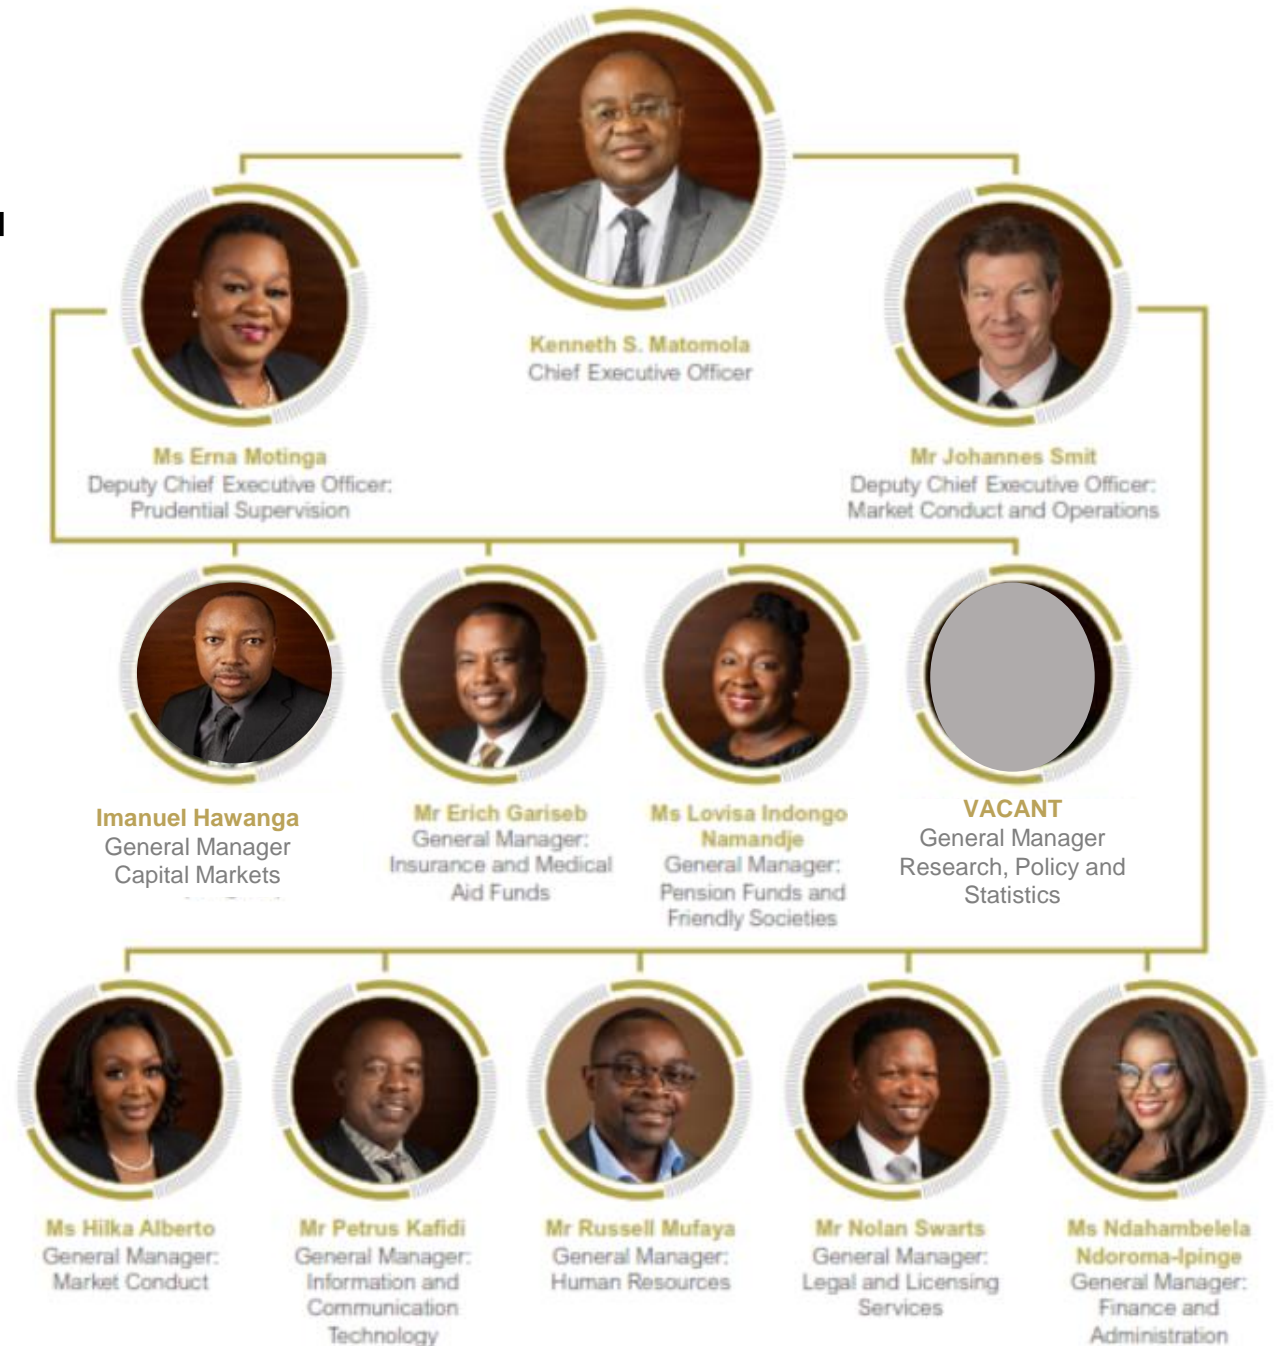 Kenneth S. Matomola
Chief Executive Officer
Ms Erna Motinga
Deputy Chief Executive Officer:
Prudential Supervision
Mr Johannes Smit
Deputy Chief Executive Officer:
Market Conduct and Operations
Imanuel Hawanga
General Manager
Capital Markets
Mr Erich Gariseb
General Manager:
Insurance and Medical
Aid Funds
Ms Lovisa Indongo
Namandje
General Manager:
Pension Funds and
Friendly Societies
VACANT
General Manager
Research, Policy and
Statistics
Ms Hilka Alberto
General Manager:
Market Conduct
Mr Petrus Kafidi
General Manager:
Information and
Communication
Technology
Mr Russell Mufaya
General Manager:
Human Resources
Mr Nolan Swarts
General Manager:
Legal and Licensing
Services
Ms Ndahambelela
Ndoroma-Ipinge
General Manager:
Finance and
Administration